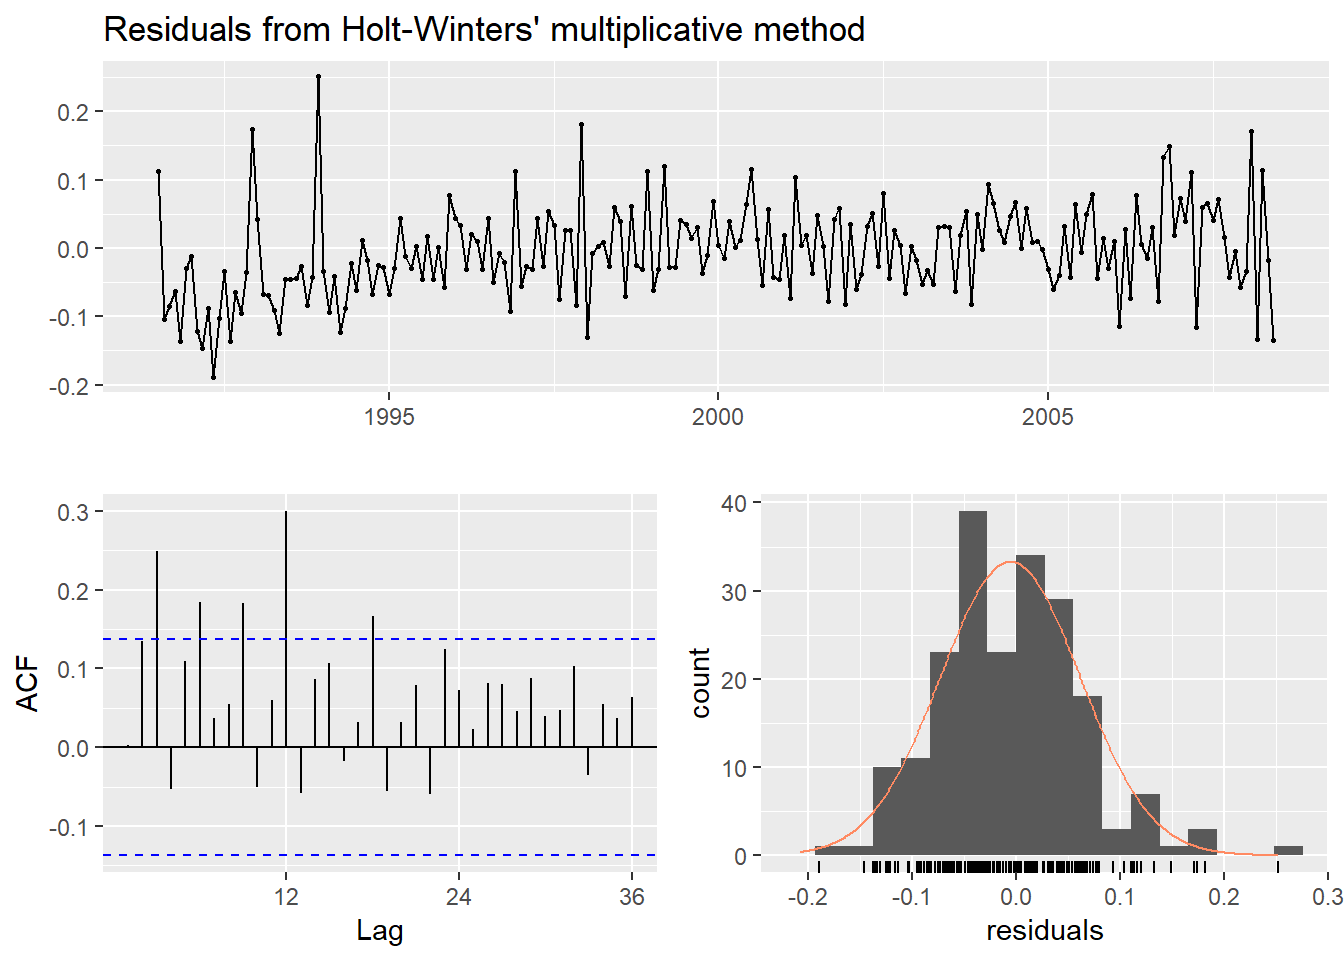 Residuals from Holt-Winters' multiplicative method
0.2
0.1
0.0
-0.1
-0.2
1995 2000 2005
0.3
0.2
0.1
0.0
-0.1
ACF
12 24 36
Lag
40
30
20
10
0
count
-0.2 -0.1 0.0 0.1 0.2 0.3
residuals